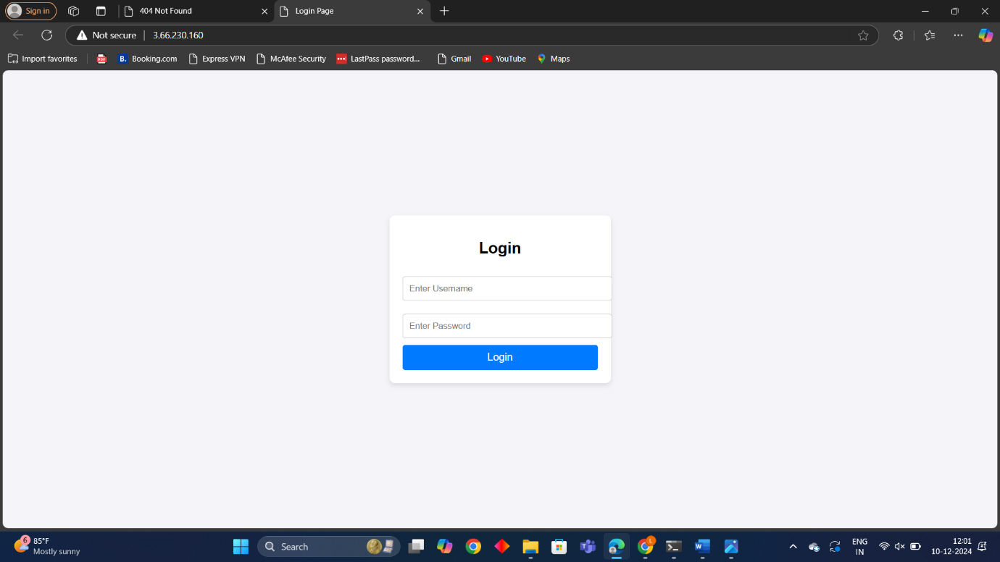 Sign in
404 Not Found
Login Page
Not secure
3.66.230.160
Import favorites
PDF
B. Booking.com
Express VPN
McAfee Security
LastPass password...
Gmail
YouTube
Maps
Login
Enter Username
Enter Password
Login
6
85°F
Mostly sunny
Search
L
W
ENG
IN
12:01
10-12-2024